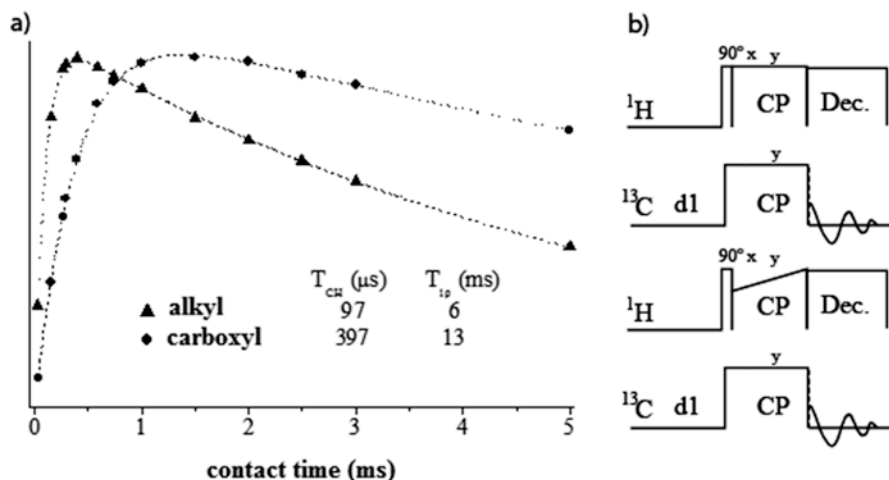 a)
T_CH (μs) T_1ρ (ms)
alkyl 97 6
carboxyl 397 13
0 1 2 3 4 5
contact time (ms)
b)
90° x y
¹H CP Dec.
y
¹³C d1 CP
90° x y
¹H CP Dec.
y
¹³C d1 CP